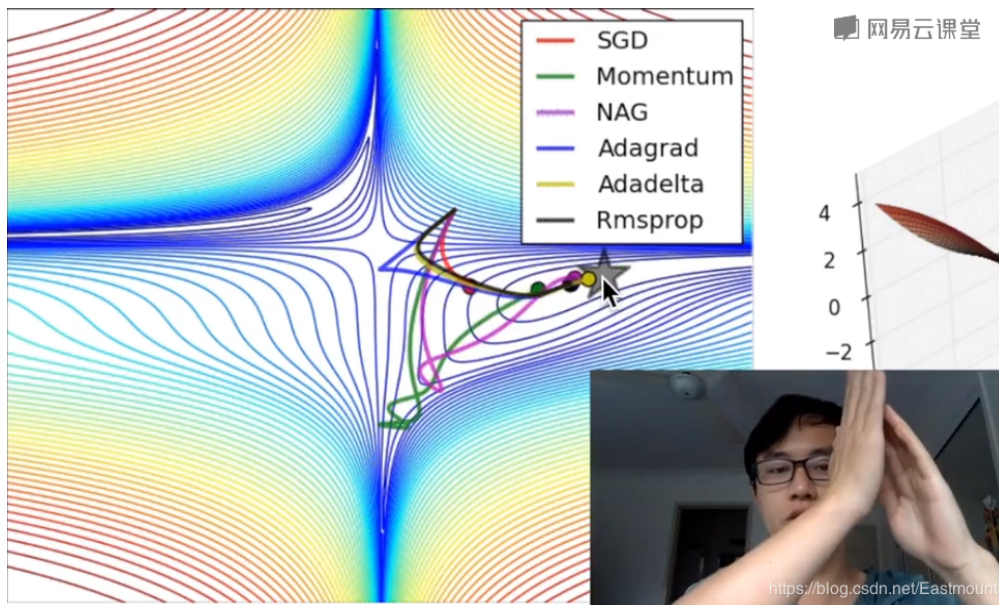 网易云课堂
SGD
Momentum
NAG
Adagrad
Adadelta
Rmsprop
4
2
0
−2
https://blog.csdn.net/Eastmount